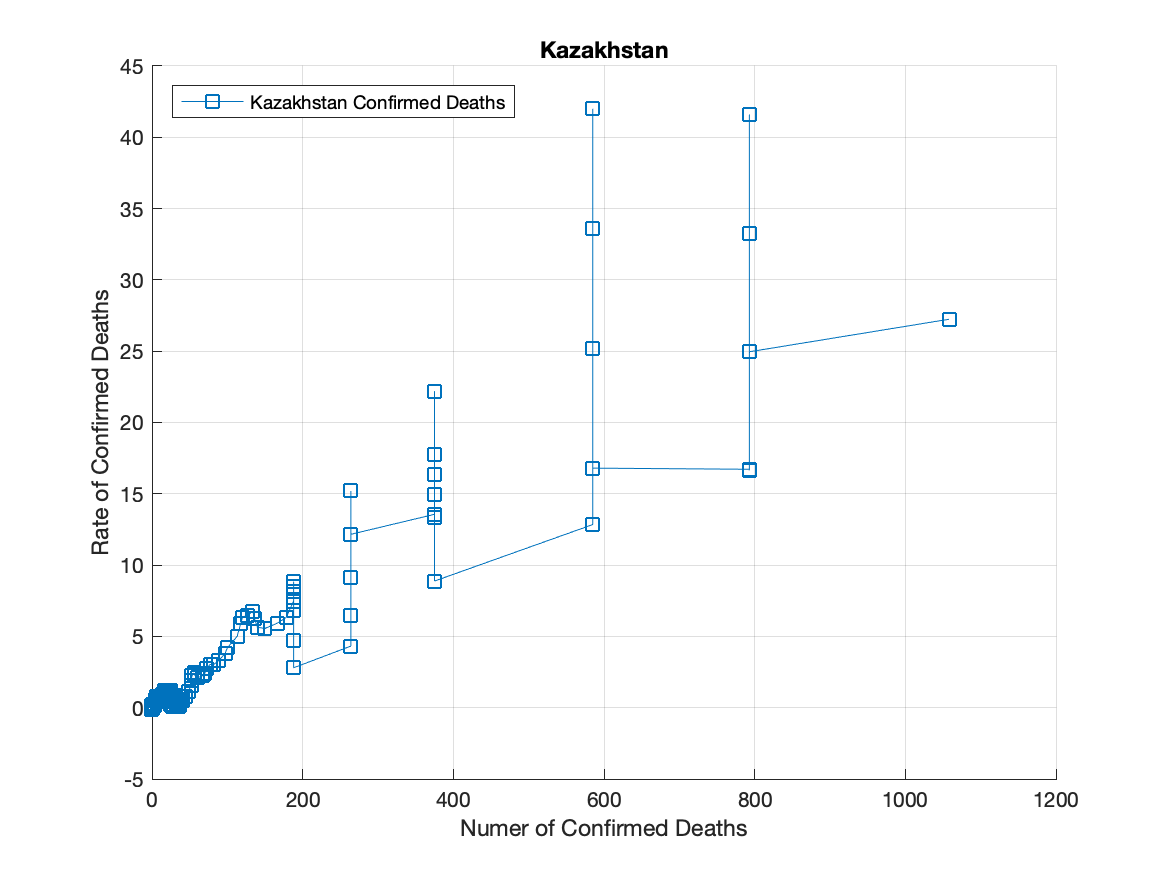 Kazakhstan
Kazakhstan Confirmed Deaths
45
40
35
30
25
20
15
10
5
0
-5
Rate of Confirmed Deaths
0 200 400 600 800 1000 1200
Numer of Confirmed Deaths